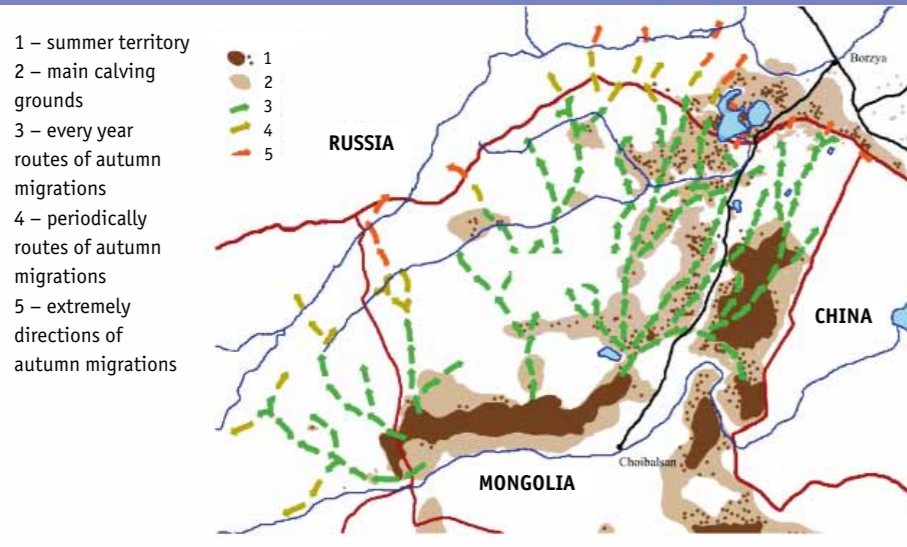 1 – summer territory
2 – main calving
grounds
3 – every year
routes of autumn
migrations
4 – periodically
routes of autumn
migrations
5 – extremely
directions of
autumn migrations
1
2
3
4
5
RUSSIA
Borzya
CHINA
Choibalsan
MONGOLIA